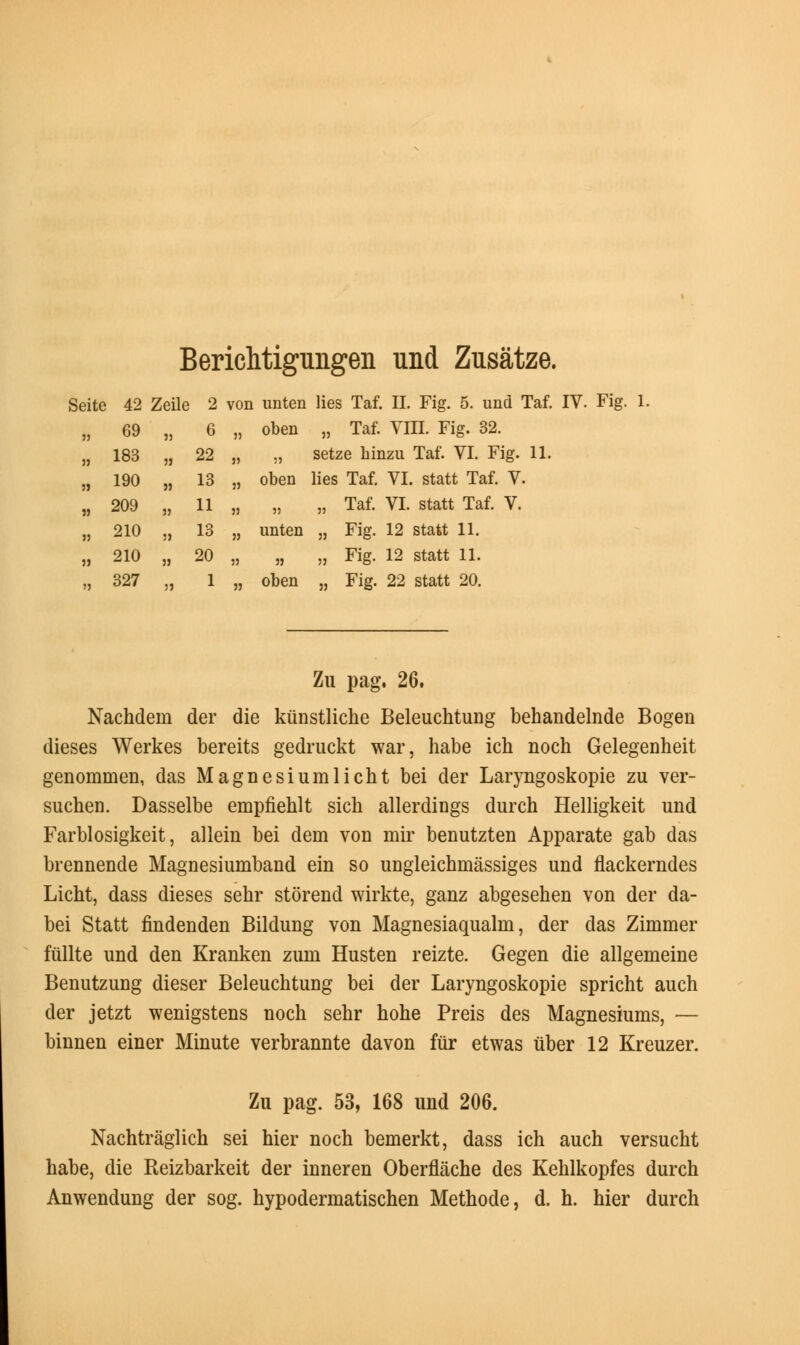 Berichtigungen und Zusätze.
Seite 42 Zeile 2 von unten lies Taf. II. Fig. 5. und Taf. IV. Fig. 1.
„ 69 „ 6 „ oben „ Taf. VIII. Fig. 32.
„ 183 „ 22 „ „ setze hinzu Taf. VI. Fig. 11.
„ 190 „ 13 „ oben lies Taf. VI. statt Taf. V.
„ 209 „ 11 „ „ „ Taf. VI. statt Taf. V.
„ 210 „ 13 „ unten „ Fig. 12 statt 11.
„ 210 „ 20 „ „ „ Fig. 12 statt 11.
„ 327 „ 1 „ oben „ Fig. 22 statt 20.
Zu pag. 26.
Nachdem der die künstliche Beleuchtung behandelnde Bogen
dieses Werkes bereits gedruckt war, habe ich noch Gelegenheit
genommen, das Magnesiumlicht bei der Laryngoskopie zu ver-
suchen. Dasselbe empfiehlt sich allerdings durch Helligkeit und
Farblosigkeit, allein bei dem von mir benutzten Apparate gab das
brennende Magnesiumband ein so ungleichmässiges und flackerndes
Licht, dass dieses sehr störend wirkte, ganz abgesehen von der da-
bei Statt findenden Bildung von Magnesiaqualm, der das Zimmer
füllte und den Kranken zum Husten reizte. Gegen die allgemeine
Benutzung dieser Beleuchtung bei der Laryngoskopie spricht auch
der jetzt wenigstens noch sehr hohe Preis des Magnesiums, —
binnen einer Minute verbrannte davon für etwas über 12 Kreuzer.
Zu pag. 53, 168 und 206.
Nachträglich sei hier noch bemerkt, dass ich auch versucht
habe, die Reizbarkeit der inneren Oberfläche des Kehlkopfes durch
Anwendung der sog. hypodermatischen Methode, d. h. hier durch